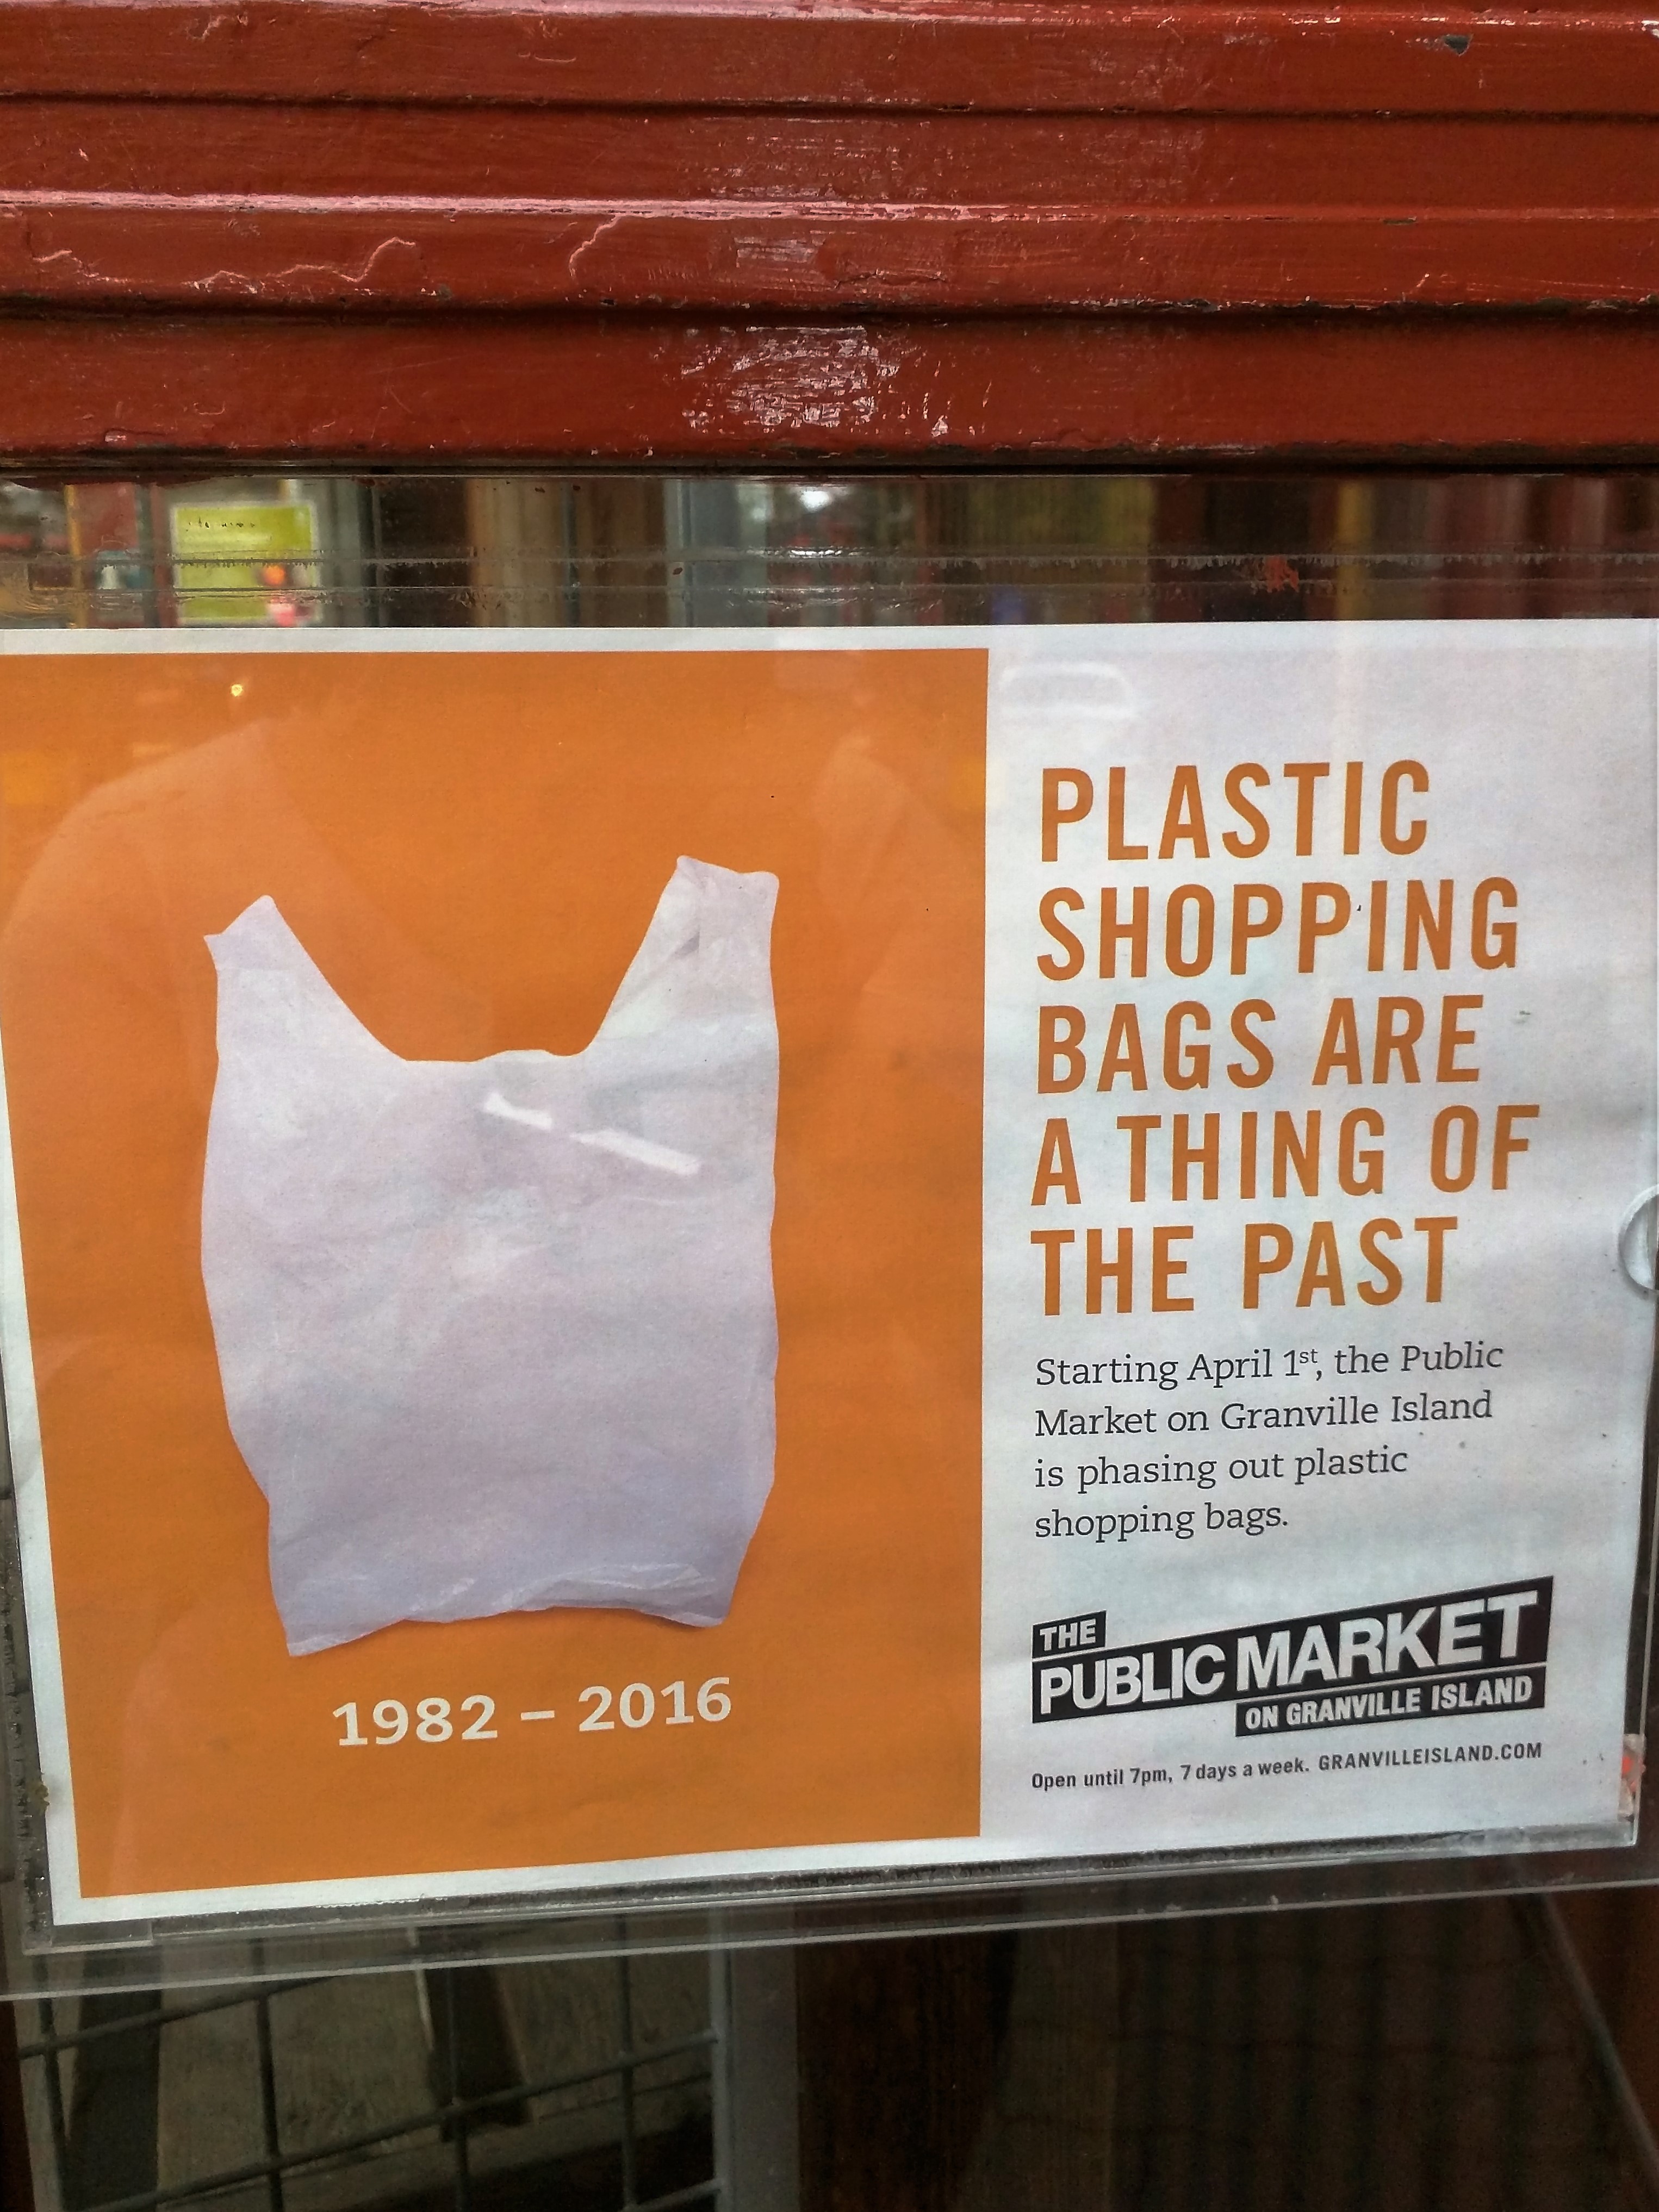 PLASTIC
SHOPPING
BAGS ARE
A THING OF
THE PAST
Starting April 1st, the Public
Market on Granville Island
is phasing out plastic
shopping bags.
1982 – 2016
THE
PUBLIC MARKET
ON GRANVILLE ISLAND
Open until 7pm, 7 days a week. GRANVILLEISLAND.COM